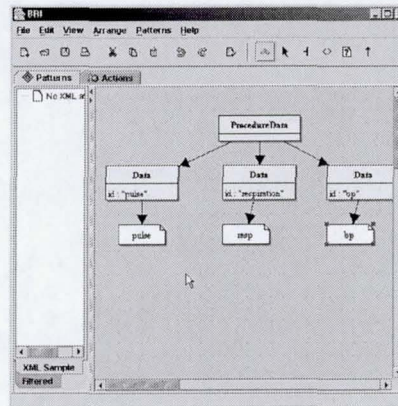 BRI
File Edit View Arrange Patterns Help
Patterns Actions
No XML
ProcedureData
Data Data Data
id : "pulse" id : "respiration" id : "bp"
pulse resp bp
XML Sample
Filtered